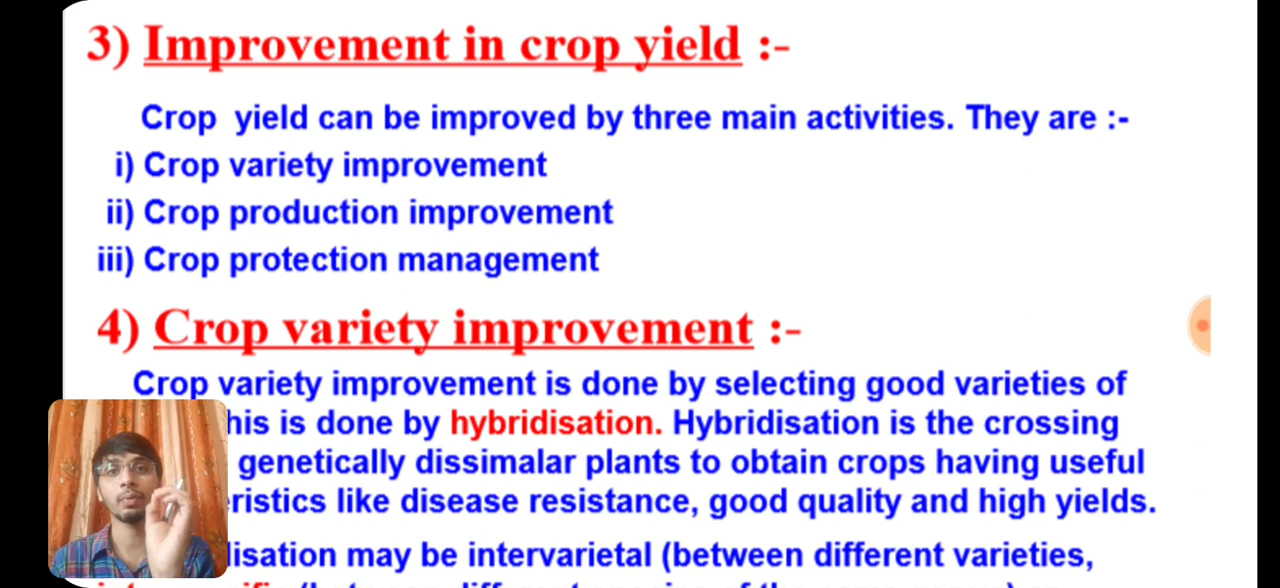 3) Improvement in crop yield :-
Crop yield can be improved by three main activities. They are :-
i) Crop variety improvement
ii) Crop production improvement
iii) Crop protection management
4) Crop variety improvement :-
Crop variety improvement is done by selecting good varieties of
his is done by hybridisation. Hybridisation is the crossing
genetically dissimalar plants to obtain crops having useful
ristics like disease resistance, good quality and high yields.
isation may be intervarietal (between different varieties,